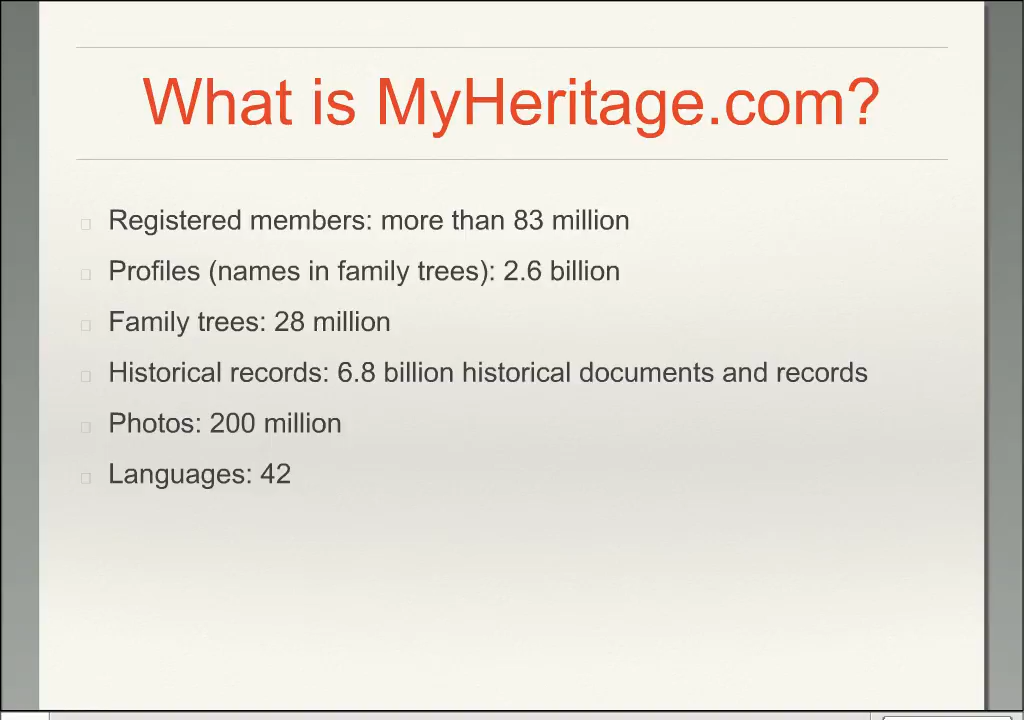 What is MyHeritage.com?
Registered members: more than 83 million
Profiles (names in family trees): 2.6 billion
Family trees: 28 million
Historical records: 6.8 billion historical documents and records
Photos: 200 million
Languages: 42